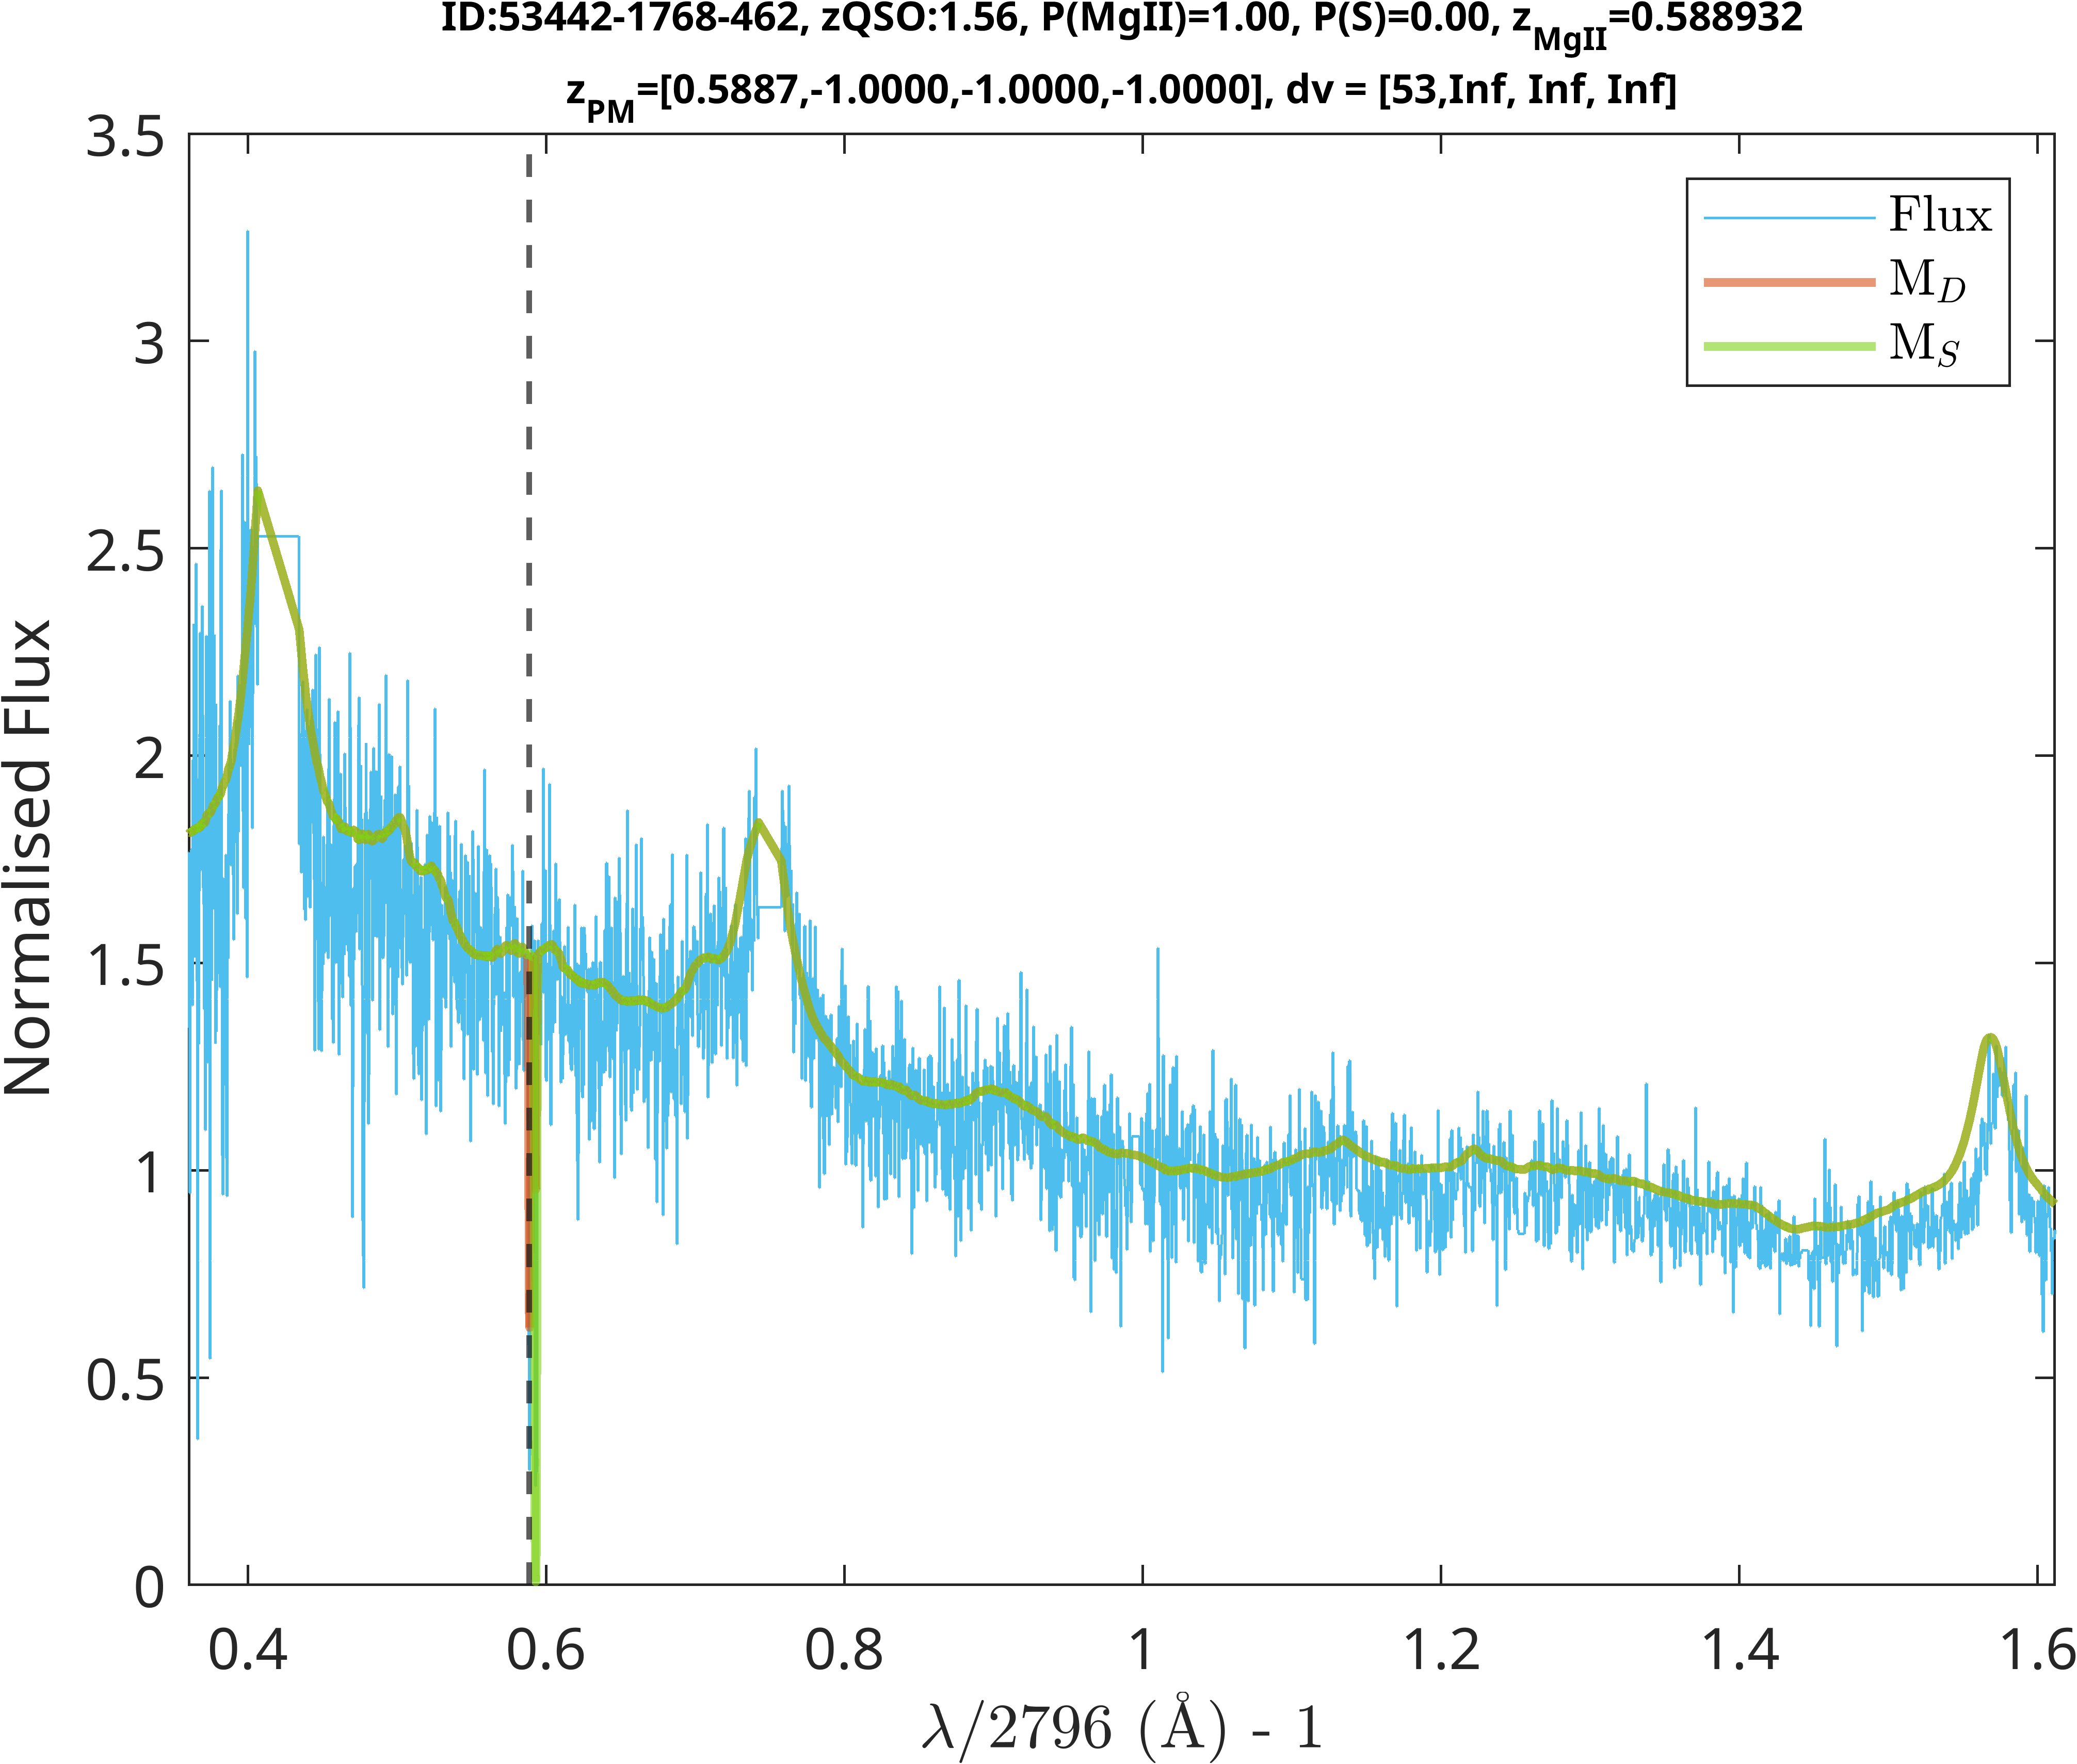 ID:53442-1768-462, zQSO:1.56, P(MgII)=1.00, P(S)=0.00, zMgII=0.588932
zPM=[0.5887,-1.0000,-1.0000,-1.0000], dv = [53,Inf, Inf, Inf]
3.5
3
2.5
2
1.5
1
0.5
0
Normalised Flux
Flux
MD
MS
0.4 0.6 0.8 1 1.2 1.4 1.6
λ/2796 (Å) - 1